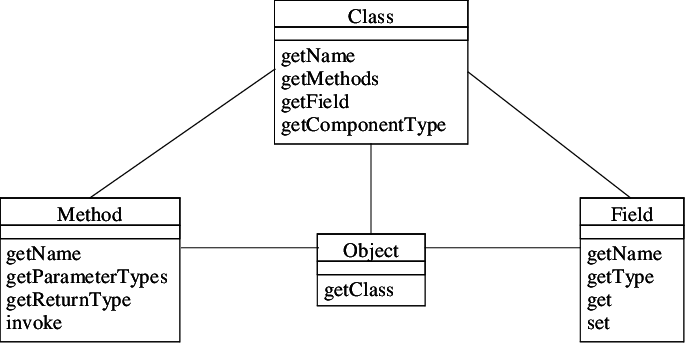 Class
getName
getMethods
getField
getComponentType
Method
getName
getParameterTypes
getReturnType
invoke
Object
getClass
Field
getName
getType
get
set